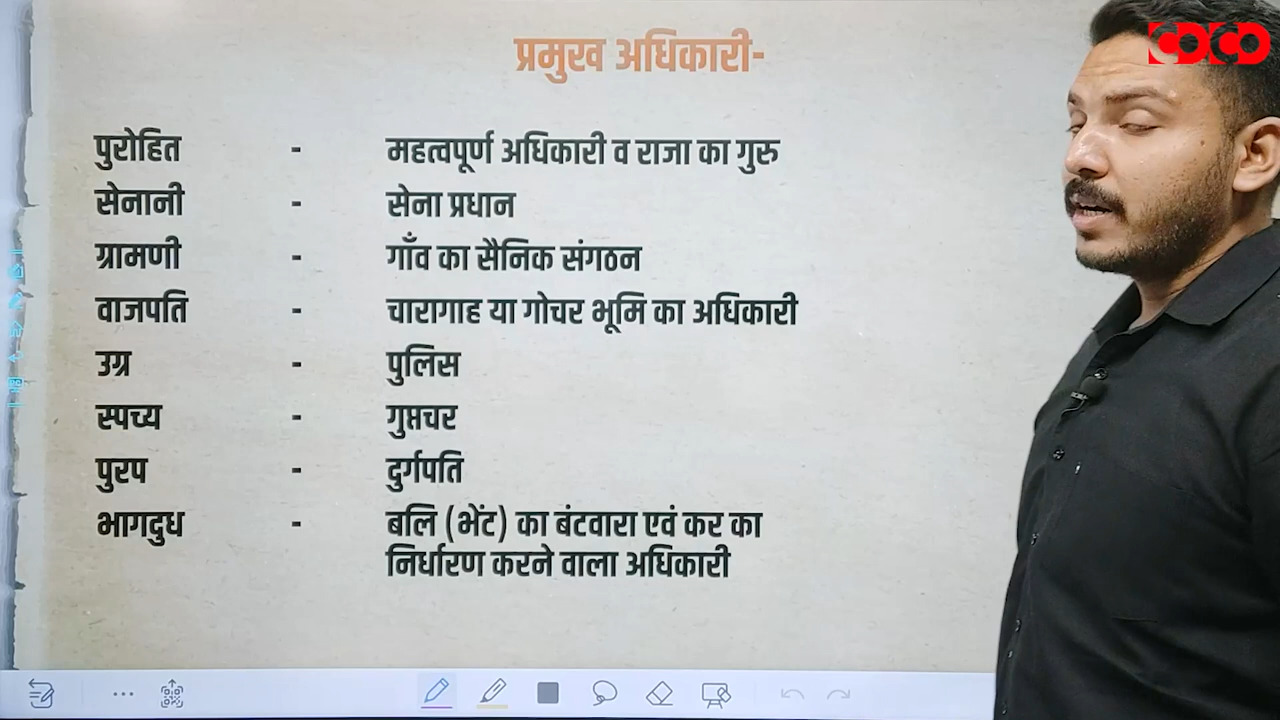 COCO
प्रमुख अधिकारी-
पुरोहित - महत्वपूर्ण अधिकारी व राजा का गुरु
सेनानी - सेना प्रधान
ग्रामणी - गाँव का सैनिक संगठन
वाजपति - चारागाह या गोचर भूमि का अधिकारी
उग्र - पुलिस
स्पच्य - गुप्तचर
पुरप - दुर्गपति
भागदुध - बलि (भेंट) का बंटवारा एवं कर का
निर्धारण करने वाला अधिकारी